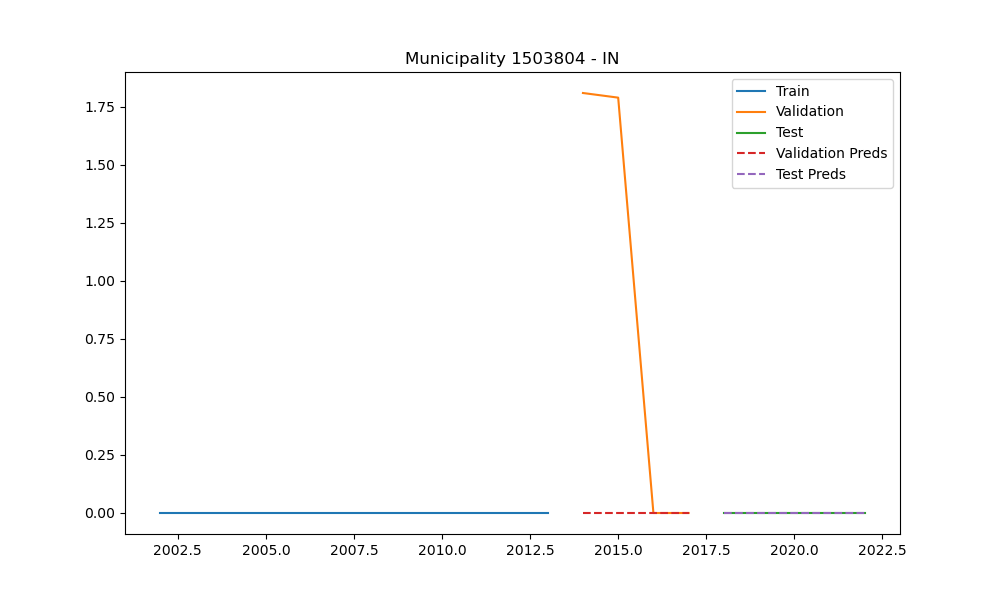 Municipality 1503804 - IN
Train
Validation
Test
Validation Preds
Test Preds
1.75
1.50
1.25
1.00
0.75
0.50
0.25
0.00
2002.5 2005.0 2007.5 2010.0 2012.5 2015.0 2017.5 2020.0 2022.5